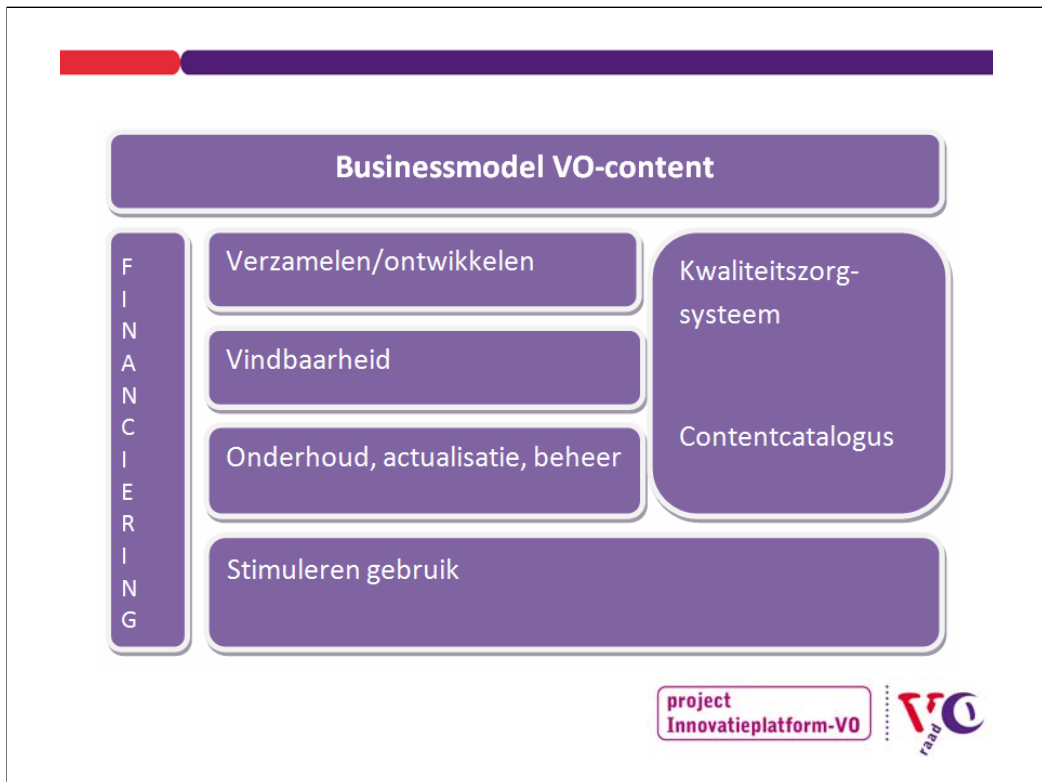 Businessmodel VO-content
FINANCIERING
Verzamelen/ontwikkelen
Vindbaarheid
Onderhoud, actualisatie, beheer
Kwaliteitszorg-
systeem
Contentcatalogus
Stimuleren gebruik
project
Innovatieplatform-VO
VO
raad